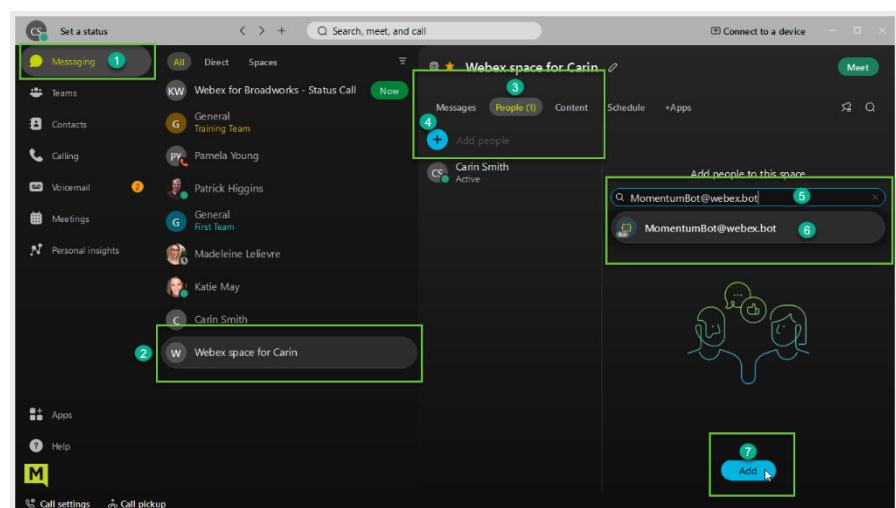 CS Set a status
Search, meet, and call
Connect to a device
Messaging 1
Teams
Contacts
Calling
Voicemail 2
Meetings
Personal insights
Apps
Help
M
Call settings Call pickup
All Direct Spaces
KW Webex for Broadworks - Status Call Now
G General
Training Team
PY Pamela Young
Patrick Higgins
G General
First Team
Madeleine Lelievre
Katie May
C Carin Smith
2 W Webex space for Carin
Webex space for Carin
Meet
3
Messages People (1) Content Schedule +Apps
4
Add people
CS Carin Smith
Active
Add people to this space
MomentumBot@webex.bot 5
MomentumBot@webex.bot 6
7
Add